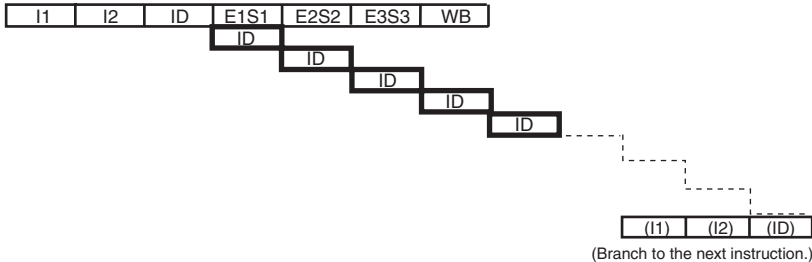 I1 I2 ID E1S1 E2S2 E3S3 WB
ID
ID
ID
ID
ID
(I1) (I2) (ID)
(Branch to the next instruction.)